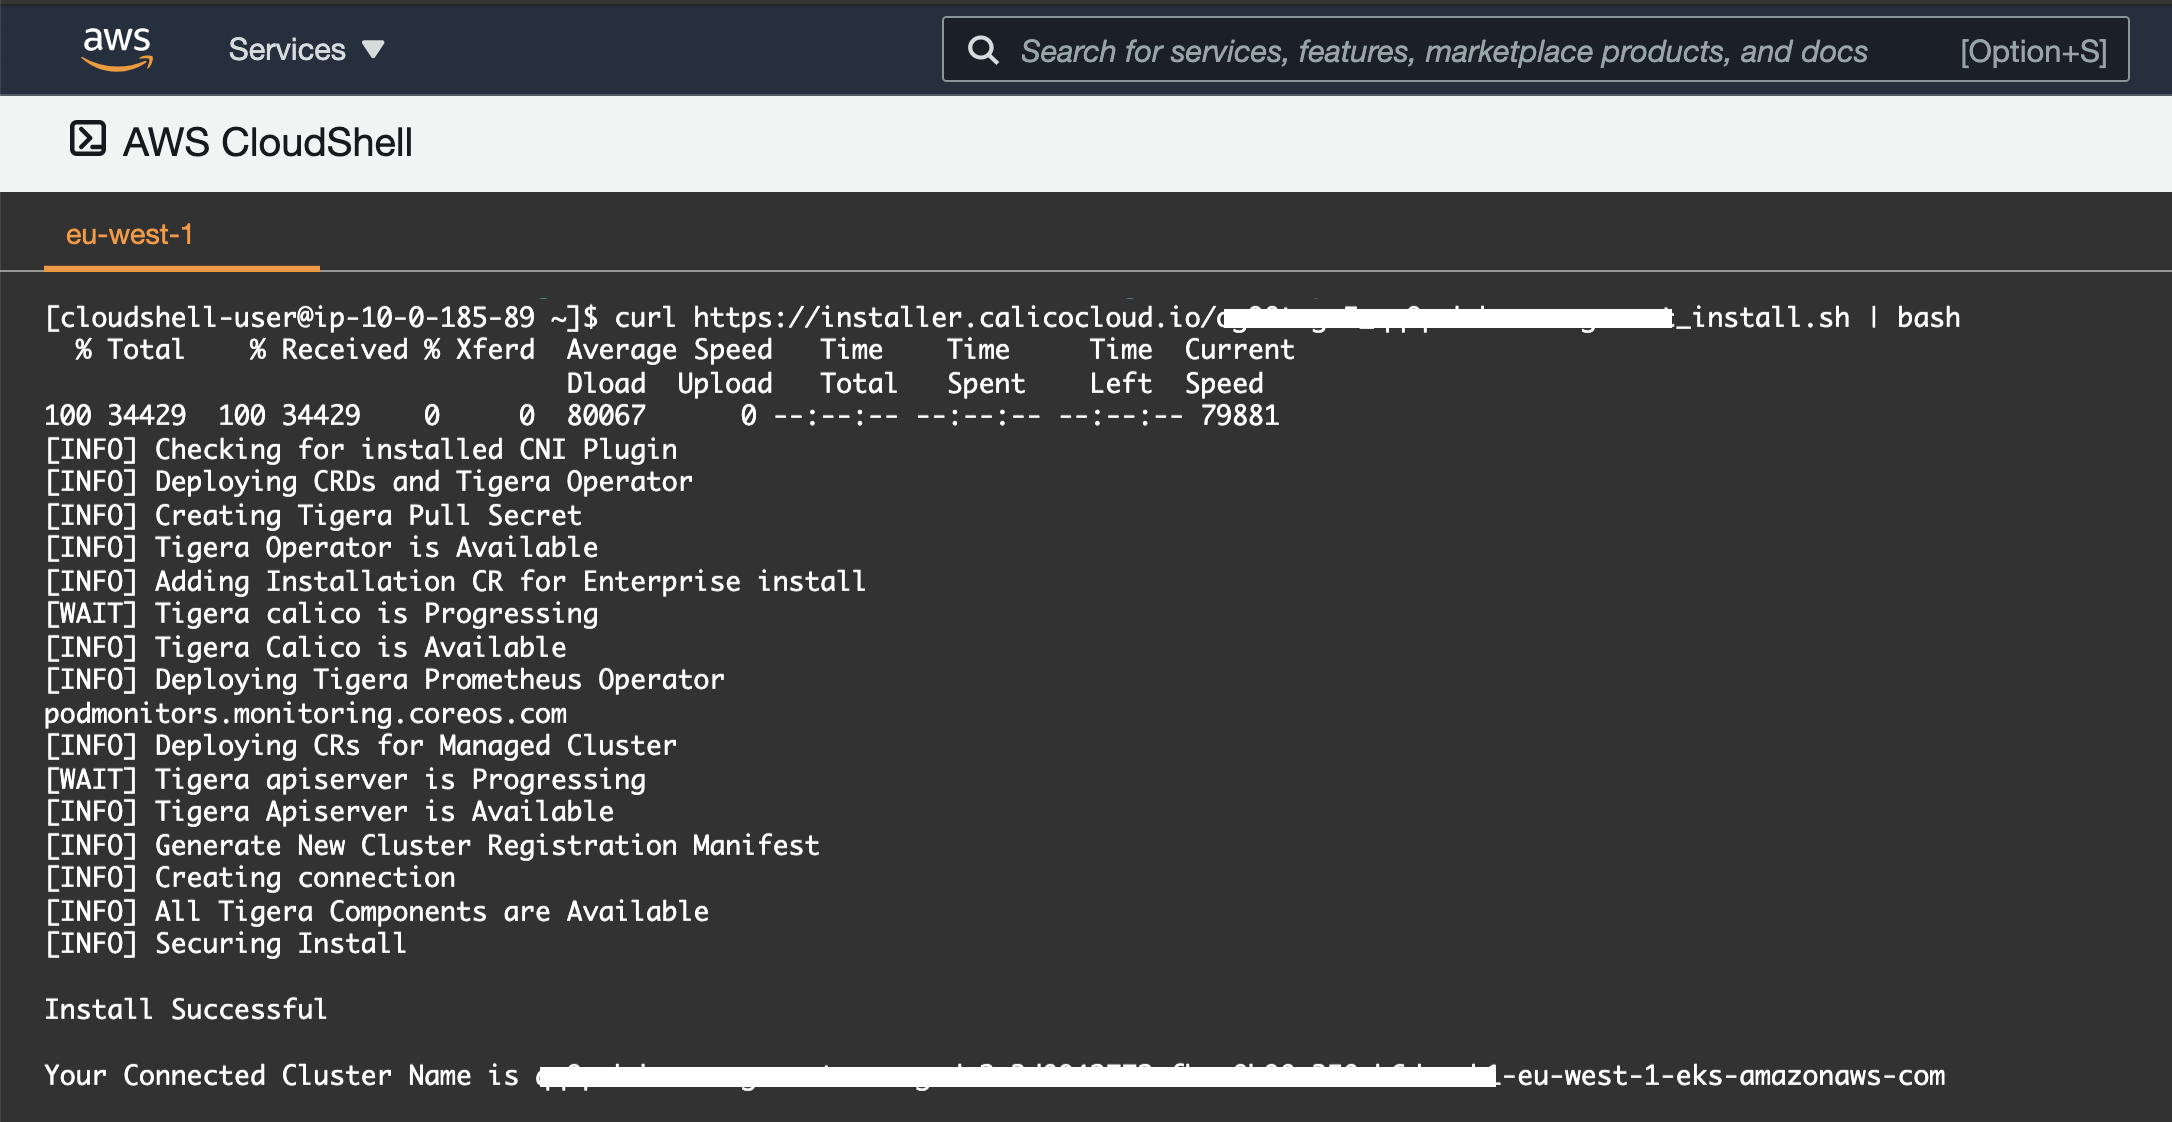 aws Services Search for services, features, marketplace products, and docs [Option+S]
AWS CloudShell
eu-west-1
[cloudshell-user@ip-10-0-185-89 ~]$ curl https://installer.calicocloud.io/ _install.sh | bash
% Total % Received % Xferd Average Speed Time Time Time Current
Dload Upload Total Spent Left Speed
100 34429 100 34429 0 0 80067 0 --:--:-- --:--:-- --:--:-- 79881
[INFO] Checking for installed CNI Plugin
[INFO] Deploying CRDs and Tigera Operator
[INFO] Creating Tigera Pull Secret
[INFO] Tigera Operator is Available
[INFO] Adding Installation CR for Enterprise install
[WAIT] Tigera calico is Progressing
[INFO] Tigera Calico is Available
[INFO] Deploying Tigera Prometheus Operator
podmonitors.monitoring.coreos.com
[INFO] Deploying CRs for Managed Cluster
[WAIT] Tigera apiserver is Progressing
[INFO] Tigera Apiserver is Available
[INFO] Generate New Cluster Registration Manifest
[INFO] Creating connection
[INFO] All Tigera Components are Available
[INFO] Securing Install
Install Successful
Your Connected Cluster Name is -eu-west-1-eks-amazonaws-com